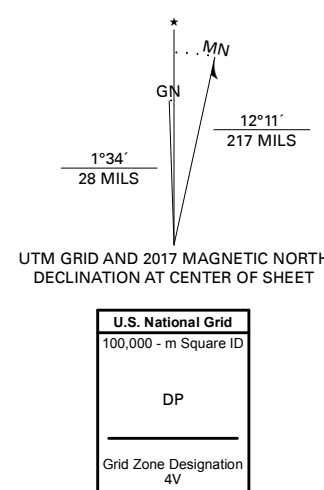 ★
MN
GN
12°11´
217 MILS
1°34´
28 MILS
UTM GRID AND 2017 MAGNETIC NORTH
DECLINATION AT CENTER OF SHEET
U.S. National Grid
100,000 - m Square ID
DP
Grid Zone Designation
4V